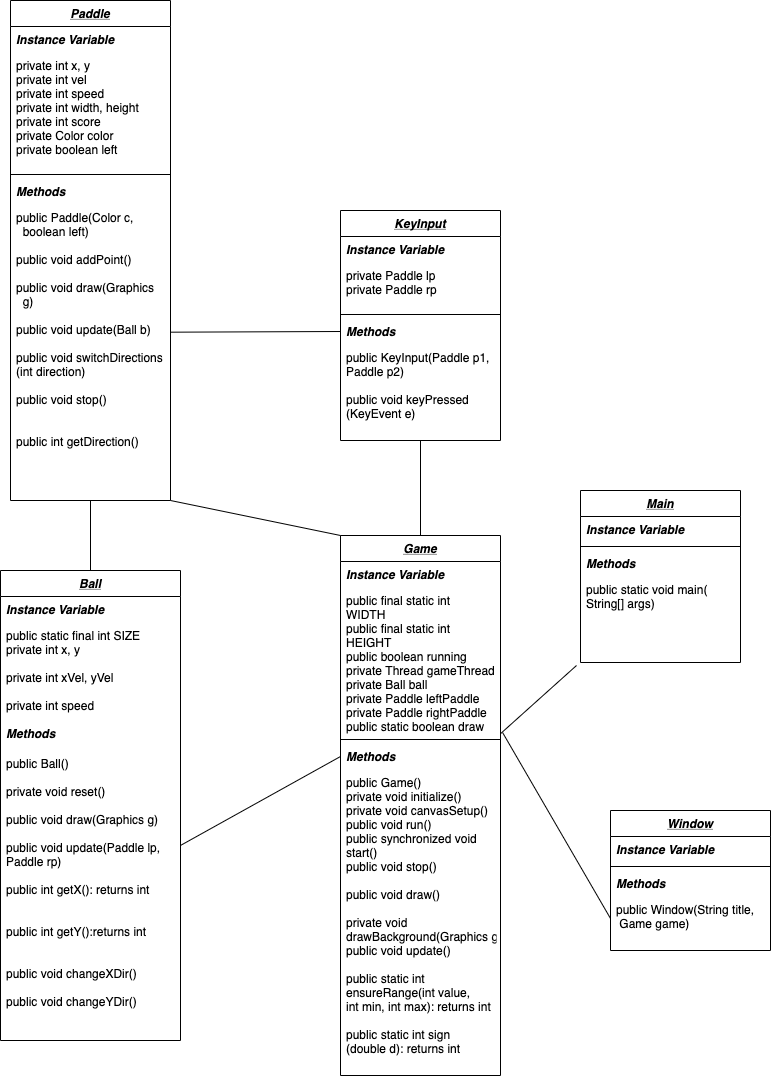 Paddle
Instance Variable
private int x, y
private int vel
private int speed
private int width, height
private int score
private Color color
private boolean left
Methods
public Paddle(Color c,
boolean left)
public void addPoint()
public void draw(Graphics
g)
public void update(Ball b)
public void switchDirections
(int direction)
public void stop()
public int getDirection()
KeyInput
Instance Variable
private Paddle lp
private Paddle rp
Methods
public KeyInput(Paddle p1,
Paddle p2)
public void keyPressed
(KeyEvent e)
Ball
Instance Variable
public static final int SIZE
private int x, y
private int xVel, yVel
private int speed
Methods
public Ball()
private void reset()
public void draw(Graphics g)
public void update(Paddle lp,
Paddle rp)
public int getX(): returns int
public int getY():returns int
public void changeXDir()
public void changeYDir()
Game
Instance Variable
public final static int
WIDTH
public final static int
HEIGHT
public boolean running
private Thread gameThread
private Ball ball
private Paddle leftPaddle
private Paddle rightPaddle
public static boolean draw
Methods
public Game()
private void initialize()
private void canvasSetup()
public void run()
public synchronized void
start()
public void stop()
public void draw()
private void
drawBackground(Graphics g
public void update()
public static int
ensureRange(int value,
int min, int max): returns int
public static int sign
(double d): returns int
Main
Instance Variable
Methods
public static void main(
String[] args)
Window
Instance Variable
Methods
public Window(String title,
Game game)